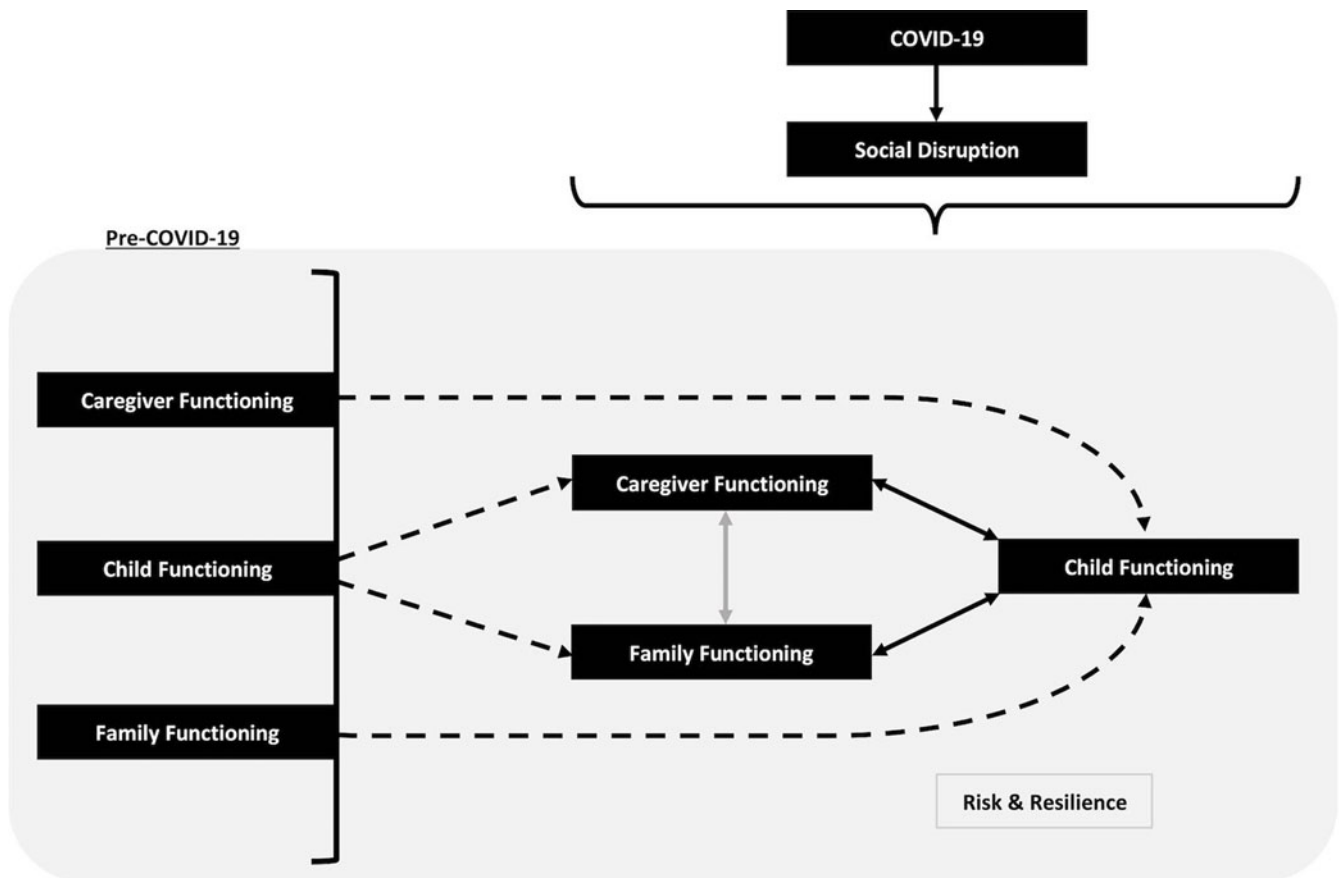 COVID-19
Social Disruption
Pre-COVID-19
Caregiver Functioning
Caregiver Functioning
Child Functioning
Child Functioning
Family Functioning
Family Functioning
Risk & Resilience